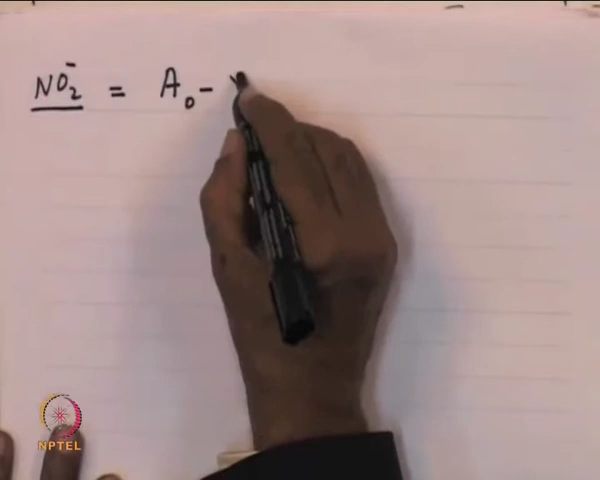 NO₂⁻ = A₀ -
NPTEL